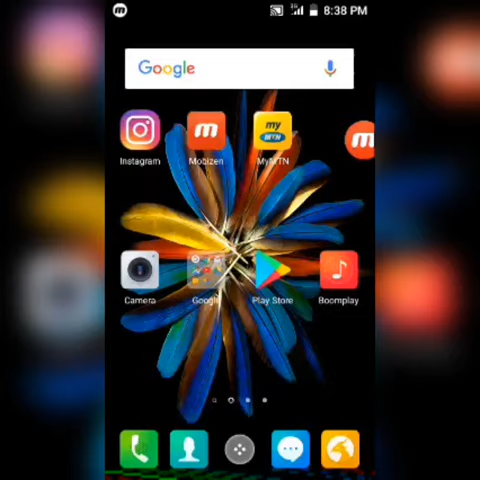 8:38 PM
Google
my
MTN
Instagram
Mobizen
MyMTN
Camera
Google
Play Store
Boomplay